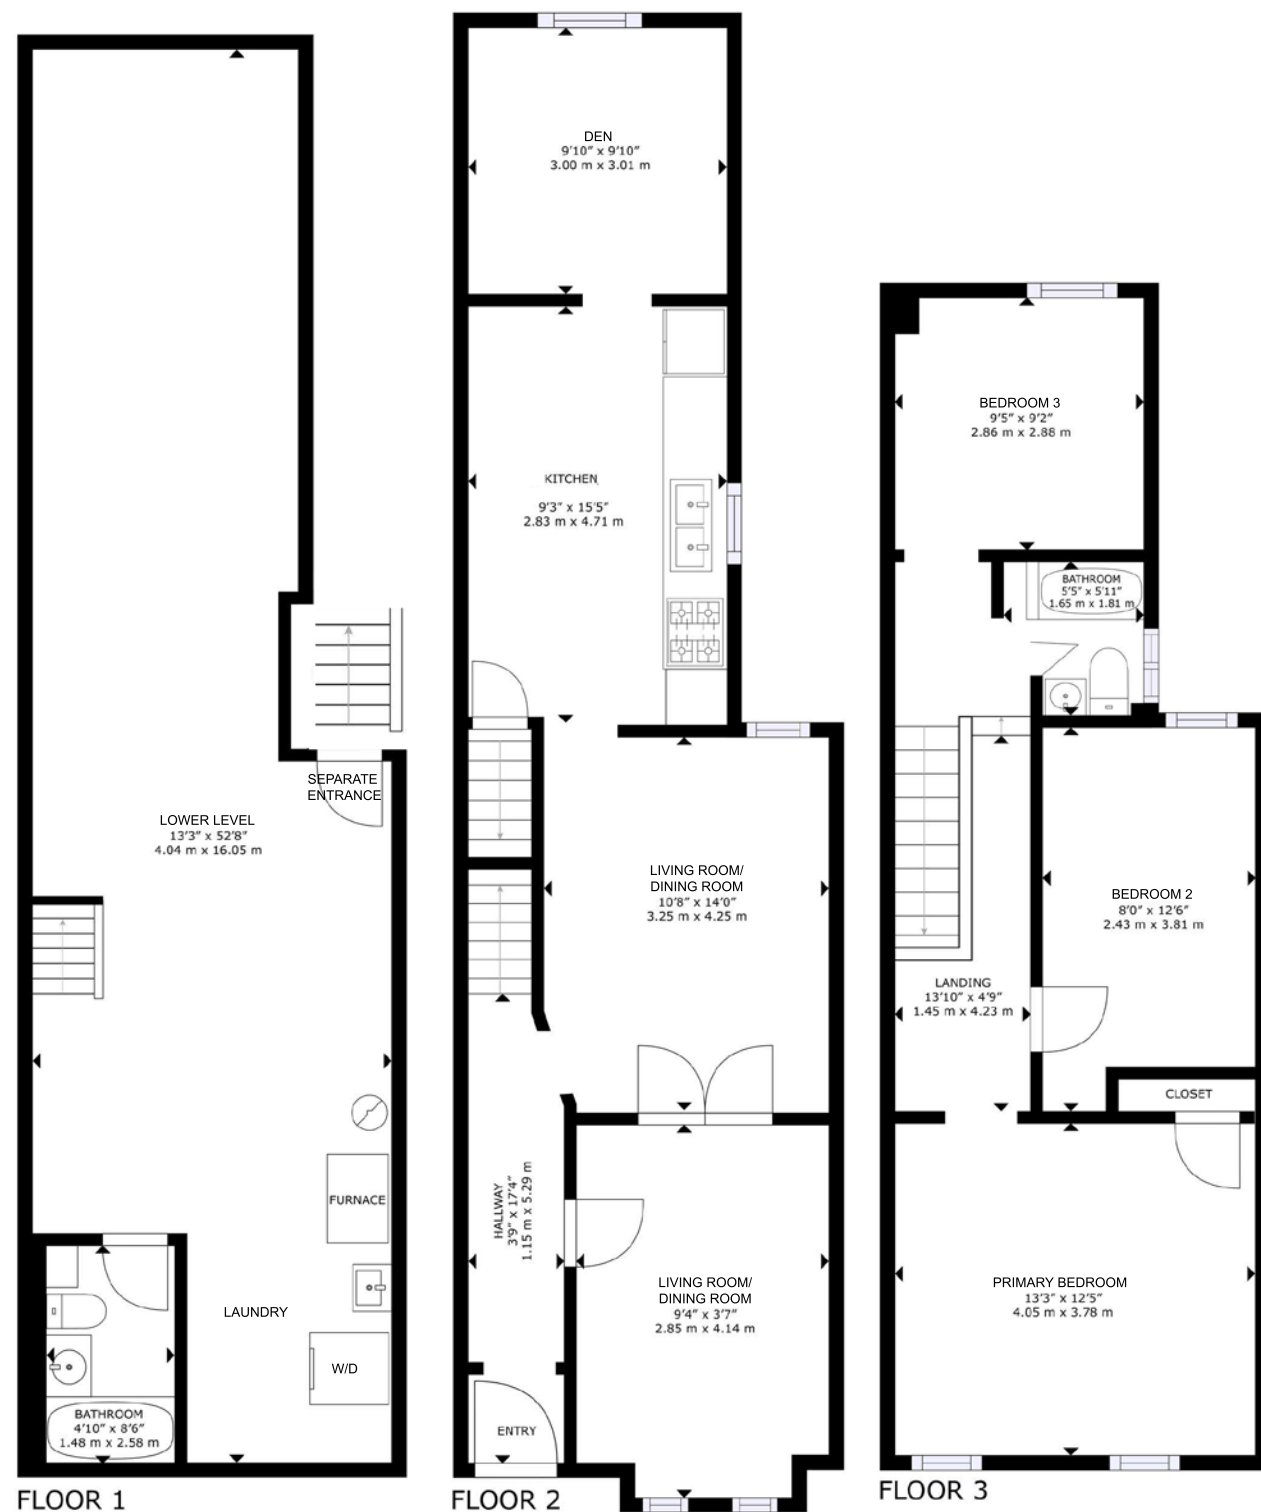 SEPARATE
ENTRANCE
LOWER LEVEL
13'3" x 52'8"
4.04 m x 16.05 m
FURNACE
LAUNDRY
W/D
BATHROOM
4'10" x 8'6"
1.48 m x 2.58 m
FLOOR 1
DEN
9'10" x 9'10"
3.00 m x 3.01 m
KITCHEN
9'3" x 15'5"
2.83 m x 4.71 m
LIVING ROOM/
DINING ROOM
10'8" x 14'0"
3.25 m x 4.25 m
HALLWAY
3'9" x 17'4"
1.15 m x 5.29 m
LIVING ROOM/
DINING ROOM
9'4" x 3'7"
2.85 m x 4.14 m
ENTRY
FLOOR 2
BEDROOM 3
9'5" x 9'2"
2.86 m x 2.88 m
BATHROOM
5'5" x 5'11"
1.65 m x 1.81 m
BEDROOM 2
8'0" x 12'6"
2.43 m x 3.81 m
LANDING
13'10" x 4'9"
1.45 m x 4.23 m
CLOSET
PRIMARY BEDROOM
13'3" x 12'5"
4.05 m x 3.78 m
FLOOR 3